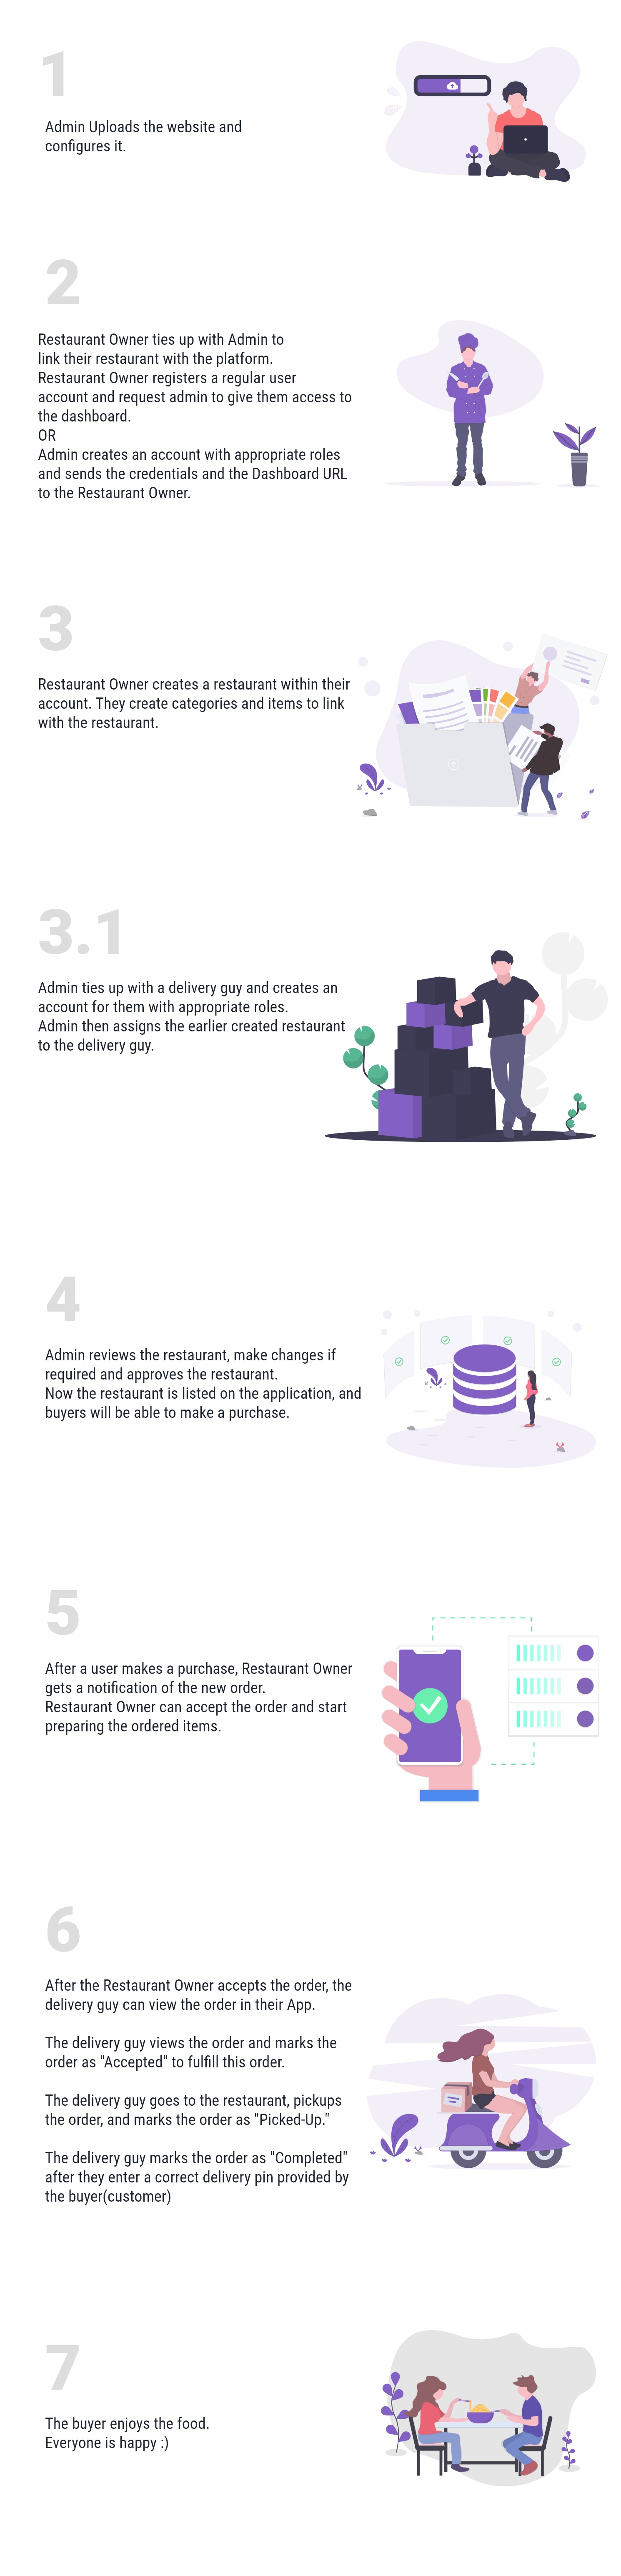 1
Admin Uploads the website and
configures it.
2
Restaurant Owner ties up with Admin to
link their restaurant with the platform.
Restaurant Owner registers a regular user
account and request admin to give them access to
the dashboard.
OR
Admin creates an account with appropriate roles
and sends the credentials and the Dashboard URL
to the Restaurant Owner.
3
Restaurant Owner creates a restaurant within their
account. They create categories and items to link
with the restaurant.
3.1
Admin ties up with a delivery guy and creates an
account for them with appropriate roles.
Admin then assigns the earlier created restaurant
to the delivery guy.
4
Admin reviews the restaurant, make changes if
required and approves the restaurant.
Now the restaurant is listed on the application, and
buyers will be able to make a purchase.
5
After a user makes a purchase, Restaurant Owner
gets a notification of the new order.
Restaurant Owner can accept the order and start
preparing the ordered items.
6
After the Restaurant Owner accepts the order, the
delivery guy can view the order in their App.
The delivery guy views the order and marks the
order as "Accepted" to fulfill this order.
The delivery guy goes to the restaurant, pickups
the order, and marks the order as "Picked-Up."
The delivery guy marks the order as "Completed"
after they enter a correct delivery pin provided by
the buyer(customer)
7
The buyer enjoys the food.
Everyone is happy :)